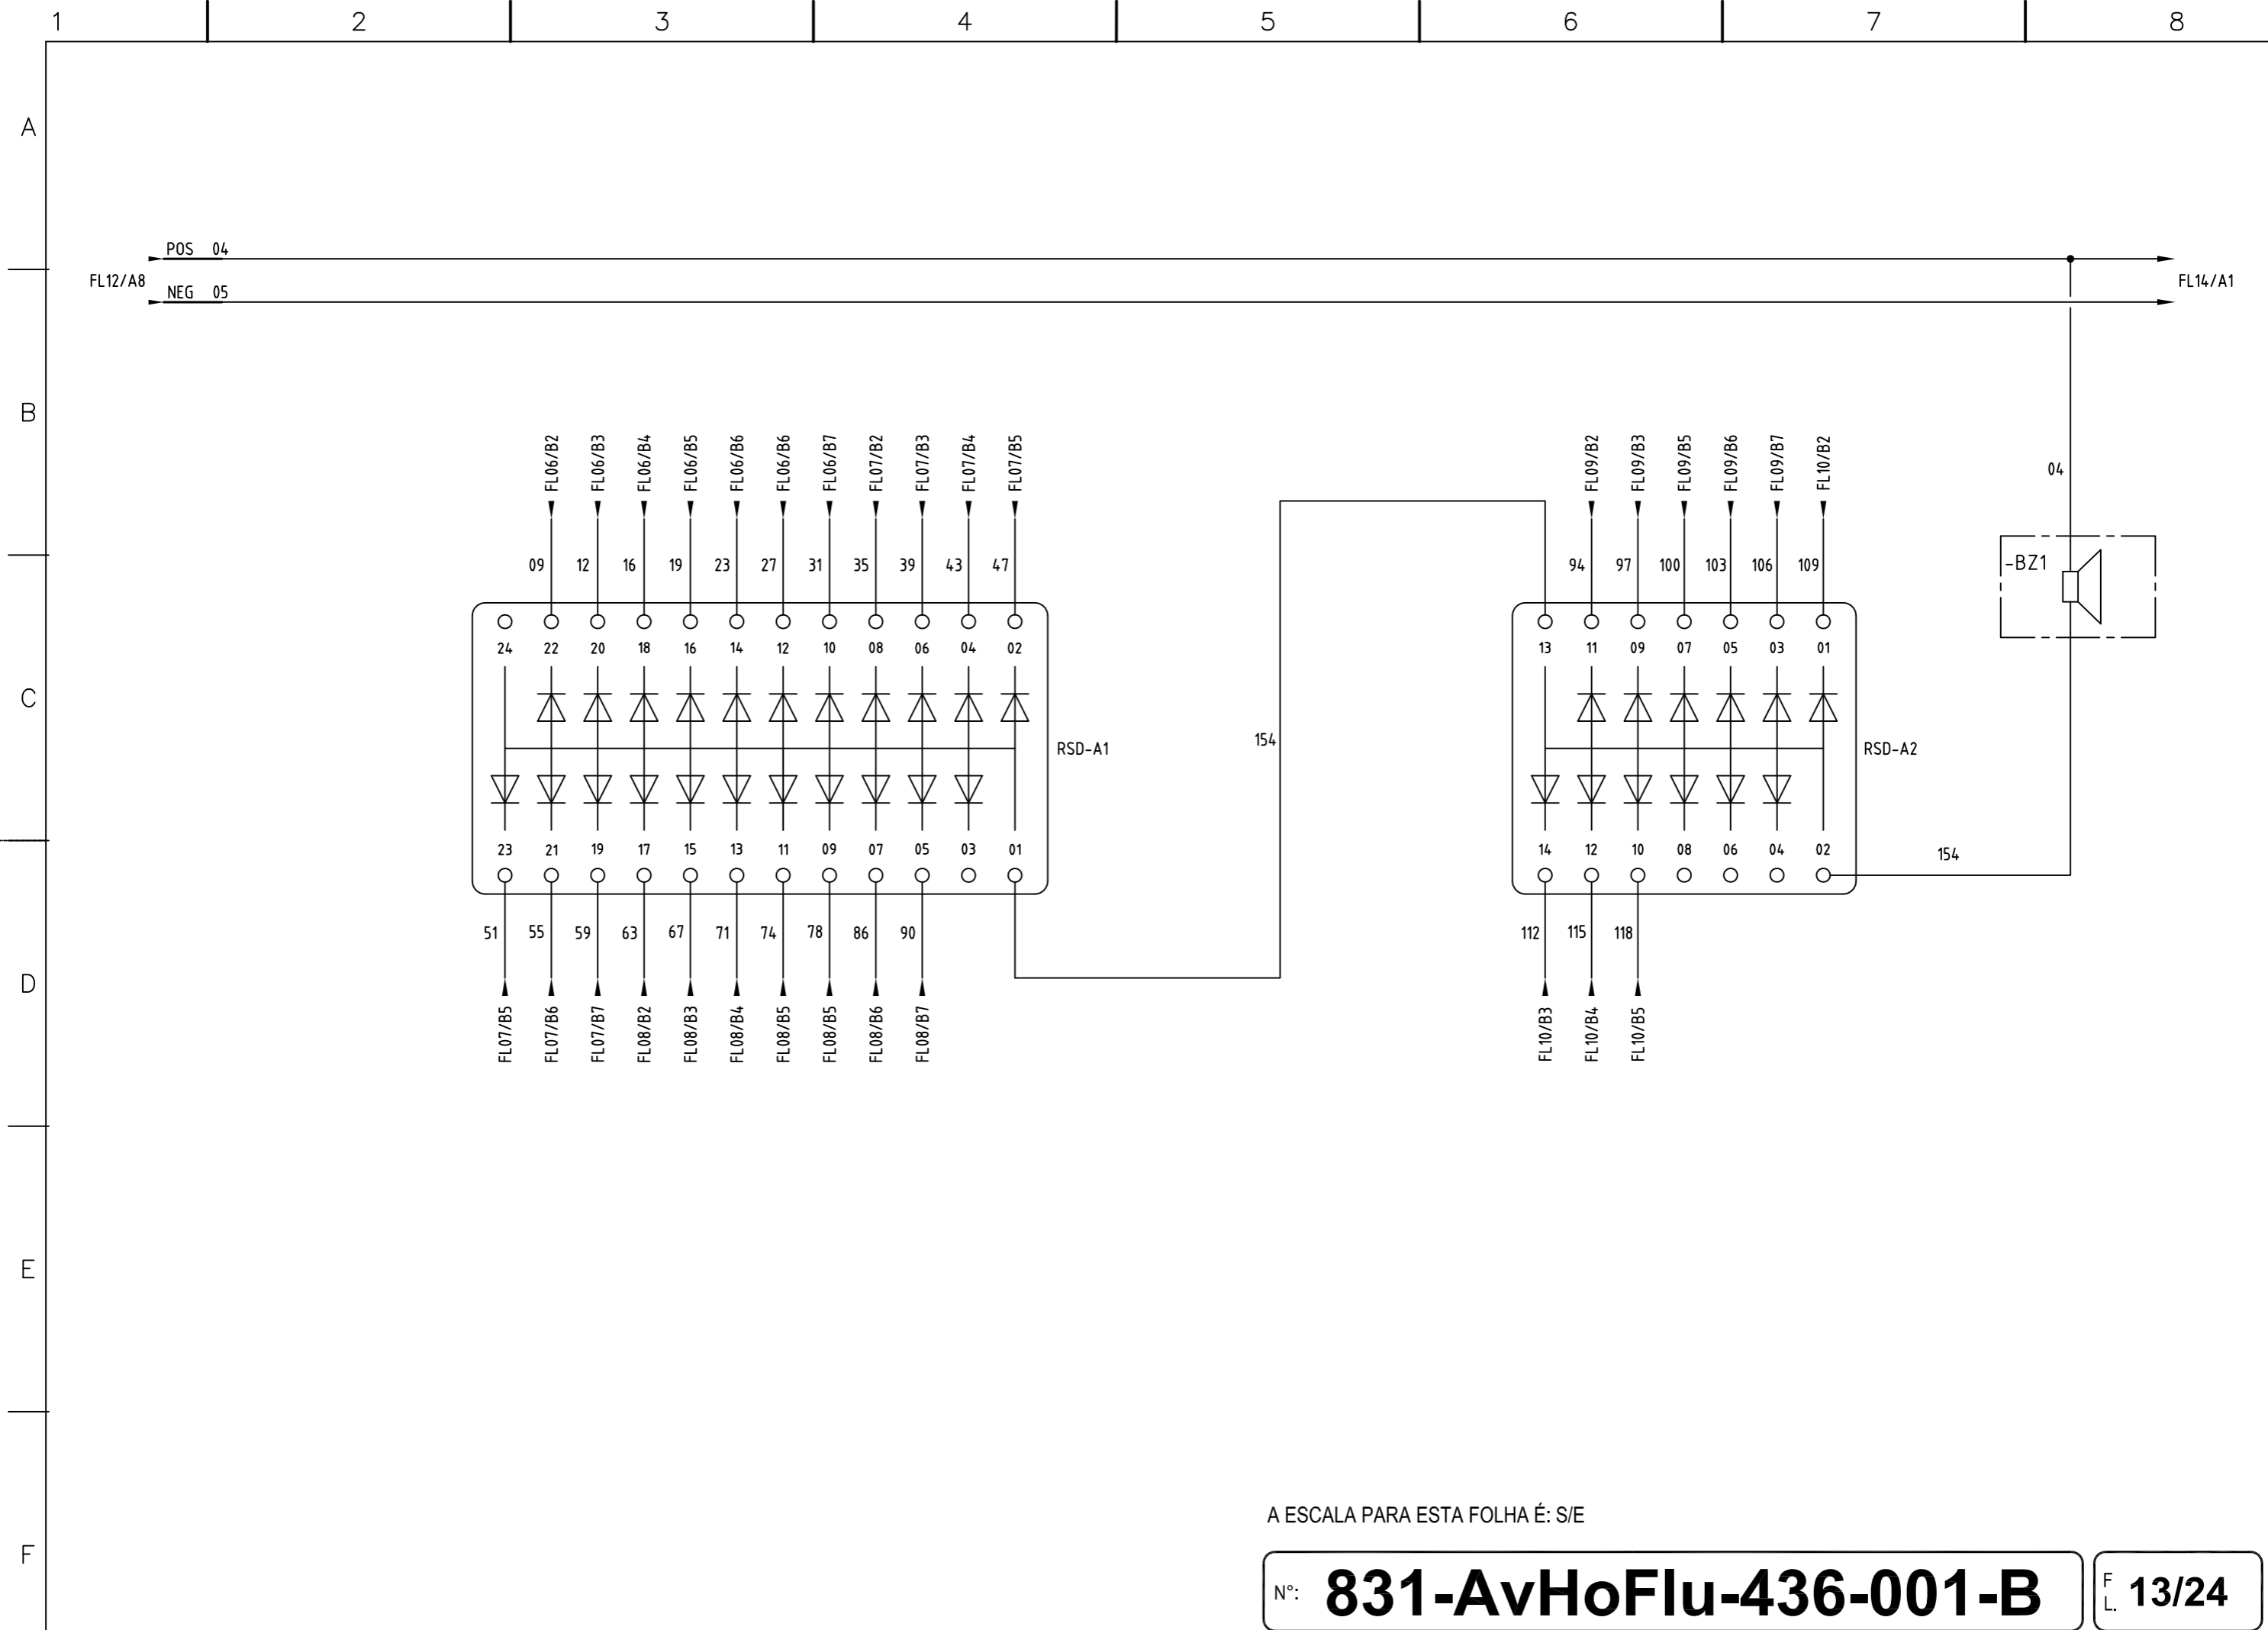 1 2 3 4 5 6 7 8
A
POS 04
FL12/A8
FL14/A1
NEG 05
B
FL06/B2 FL06/B3 FL06/B4 FL06/B5 FL06/B6 FL06/B6 FL06/B7 FL07/B2 FL07/B3 FL07/B4 FL07/B5
FL09/B2 FL09/B3 FL09/B5 FL09/B6 FL09/B7 FL10/B2
04
09 12 16 19 23 27 31 35 39 43 47
94 97 100 103 106 109
-BZ1
24 22 20 18 16 14 12 10 08 06 04 02
13 11 09 07 05 03 01
C
154
RSD-A1
RSD-A2
23 21 19 17 15 13 11 09 07 05 03 01
14 12 10 08 06 04 02
154
51 55 59 63 67 71 74 78 86 90
112 115 118
D
FL07/B5 FL07/B6 FL07/B7 FL08/B2 FL08/B3 FL08/B4 FL08/B5 FL08/B5 FL08/B6 FL08/B7
FL10/B3 FL10/B4 FL10/B5
E
A ESCALA PARA ESTA FOLHA É: S/E
F
N°: 831-AvHoFlu-436-001-B
FL. 13/24